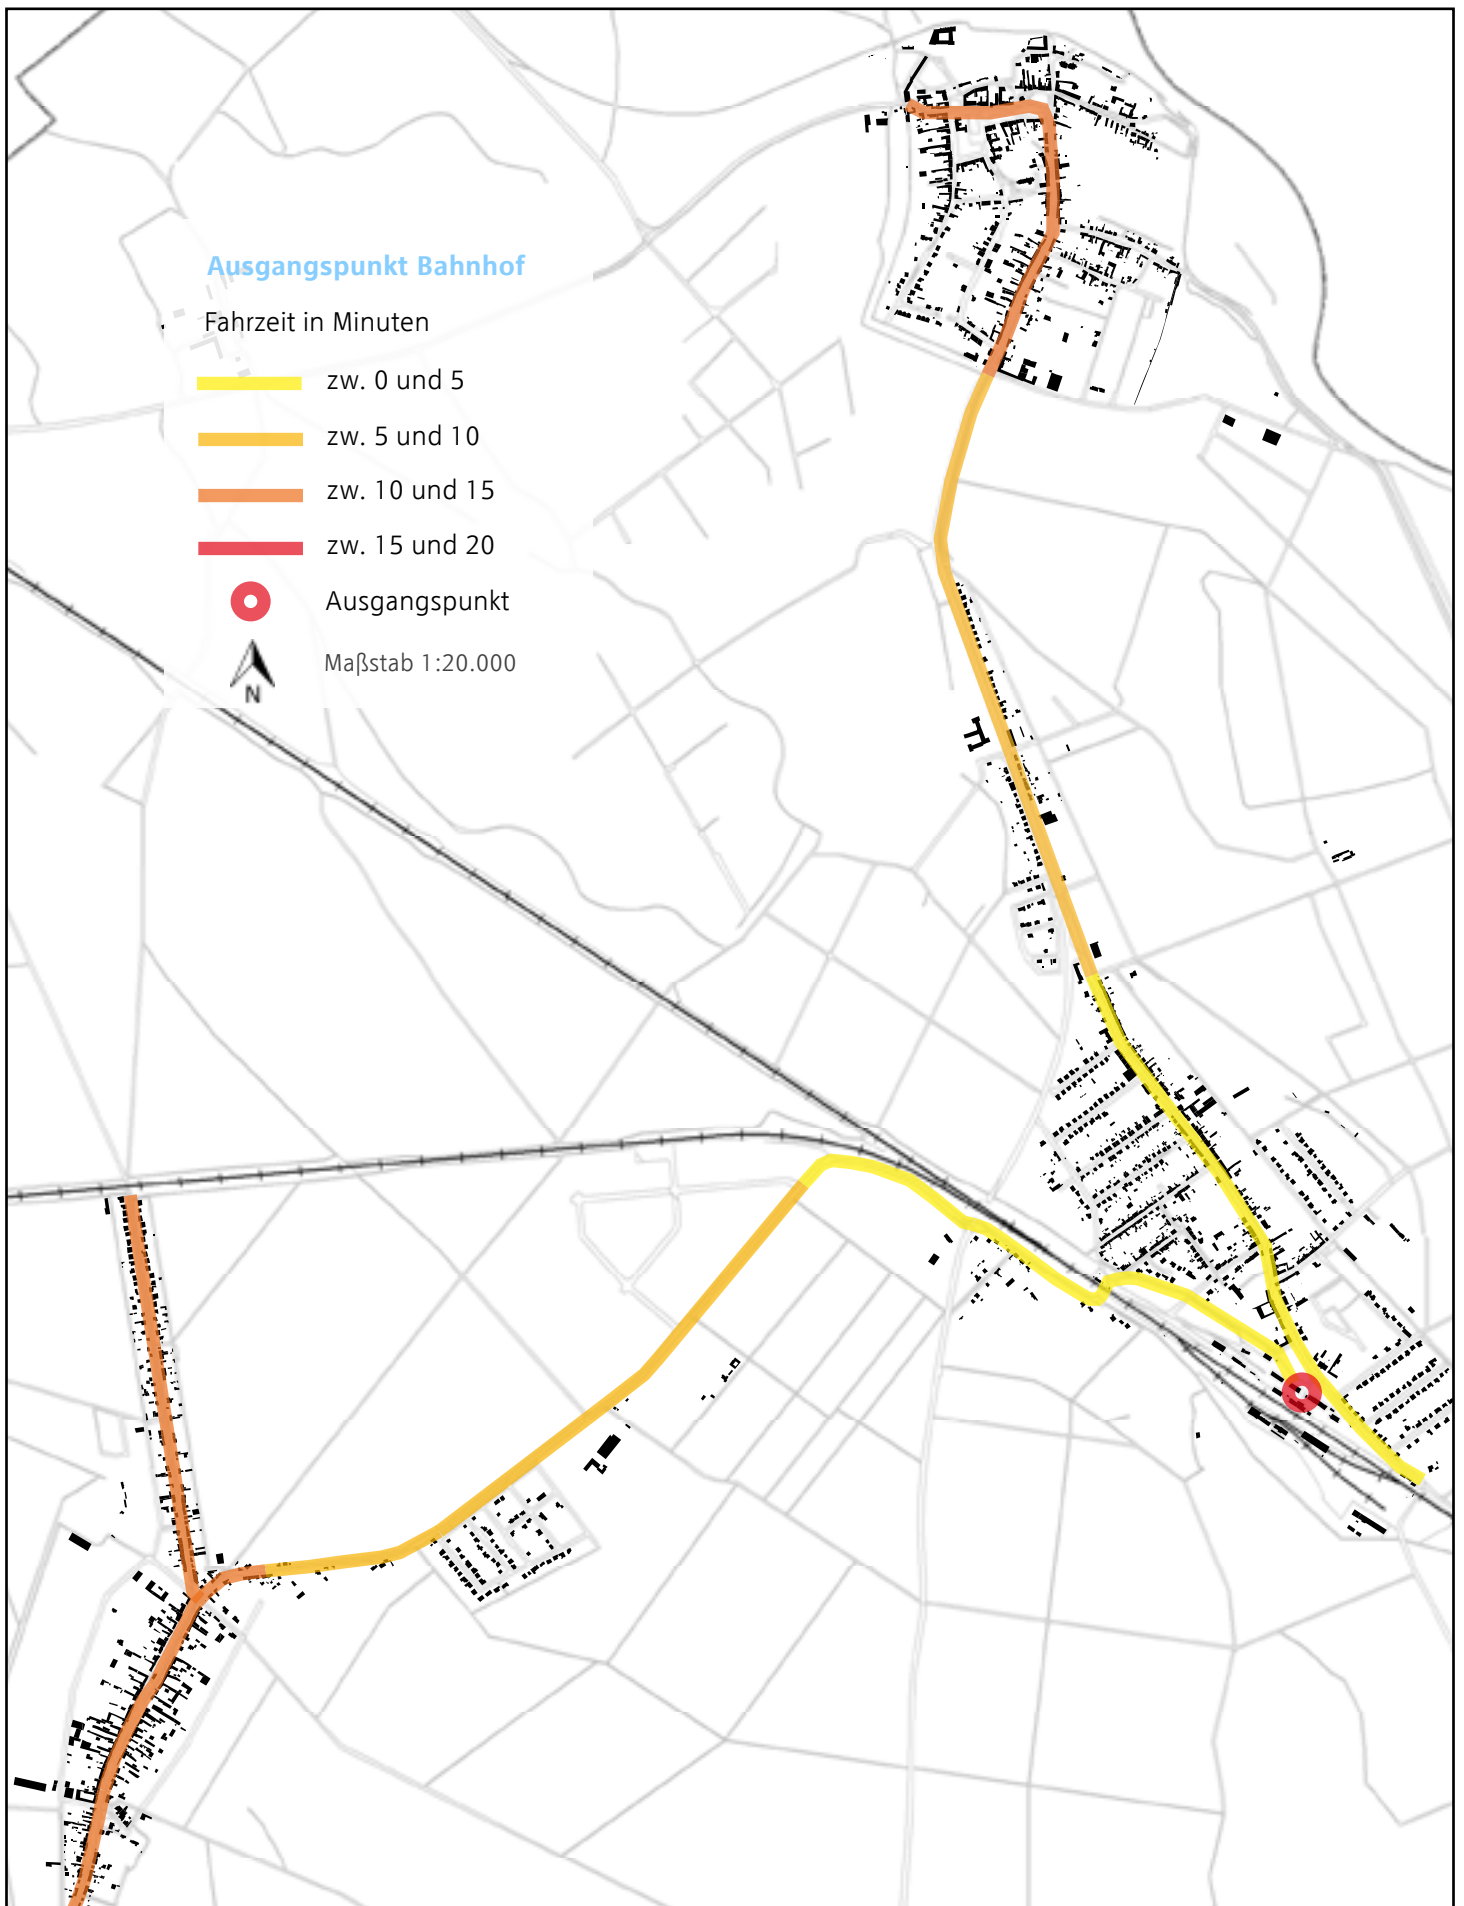 Ausgangspunkt Bahnhof
Fahrzeit in Minuten
zw. 0 und 5
zw. 5 und 10
zw. 10 und 15
zw. 15 und 20
Ausgangspunkt
Maßstab 1:20.000
N